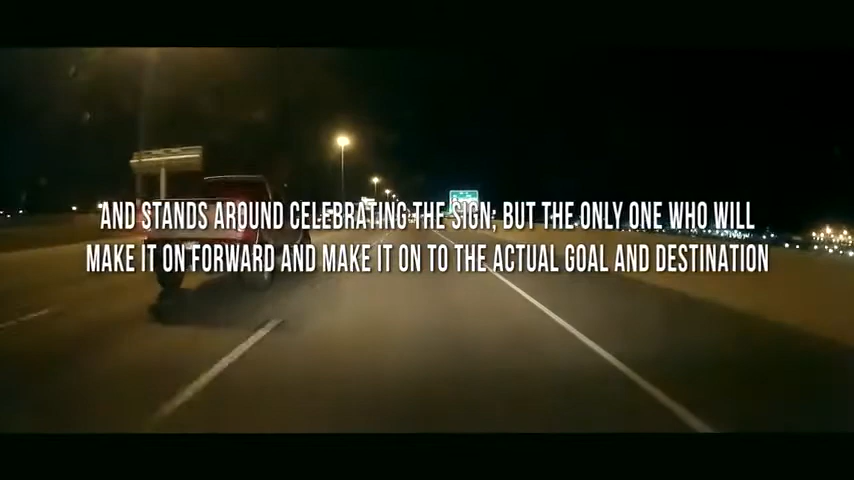 AND STANDS AROUND CELEBRATING THE SIGN; BUT THE ONLY ONE WHO WILL
MAKE IT ON FORWARD AND MAKE IT ON TO THE ACTUAL GOAL AND DESTINATION